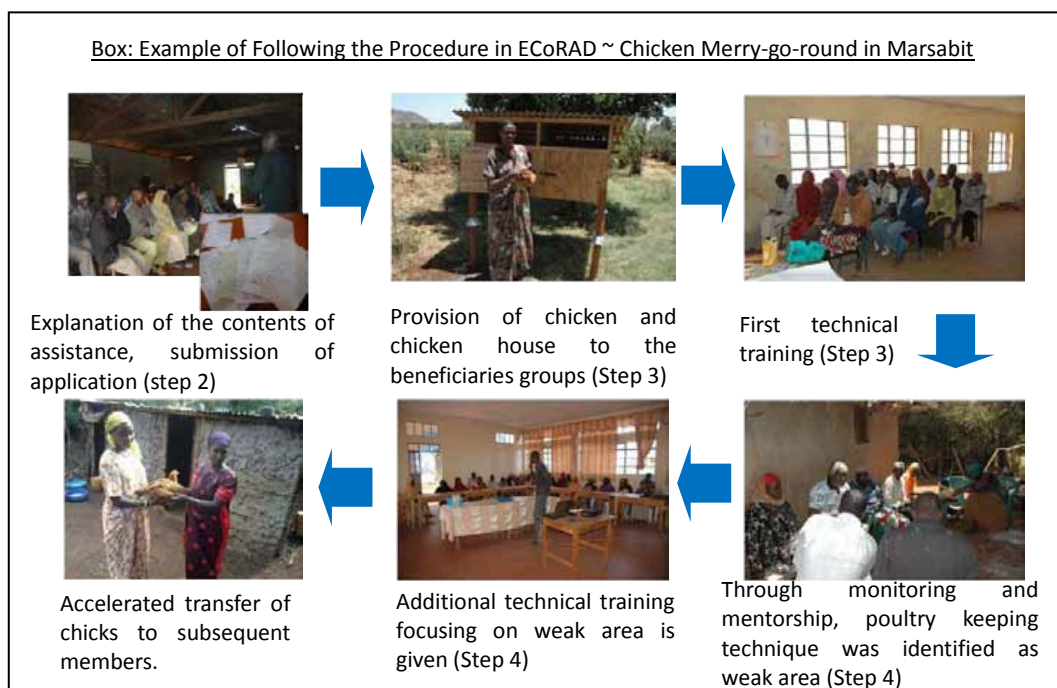 Box: Example of Following the Procedure in ECoRAD ~ Chicken Merry-go-round in Marsabit
Explanation of the contents of
assistance, submission of
application (step 2)
Provision of chicken and
chicken house to the
beneficiaries groups (Step 3)
First technical
training (Step 3)
Through monitoring and
mentorship, poultry keeping
technique was identified as
weak area (Step 4)
Additional technical training
focusing on weak area is
given (Step 4)
Accelerated transfer of
chicks to subsequent
members.